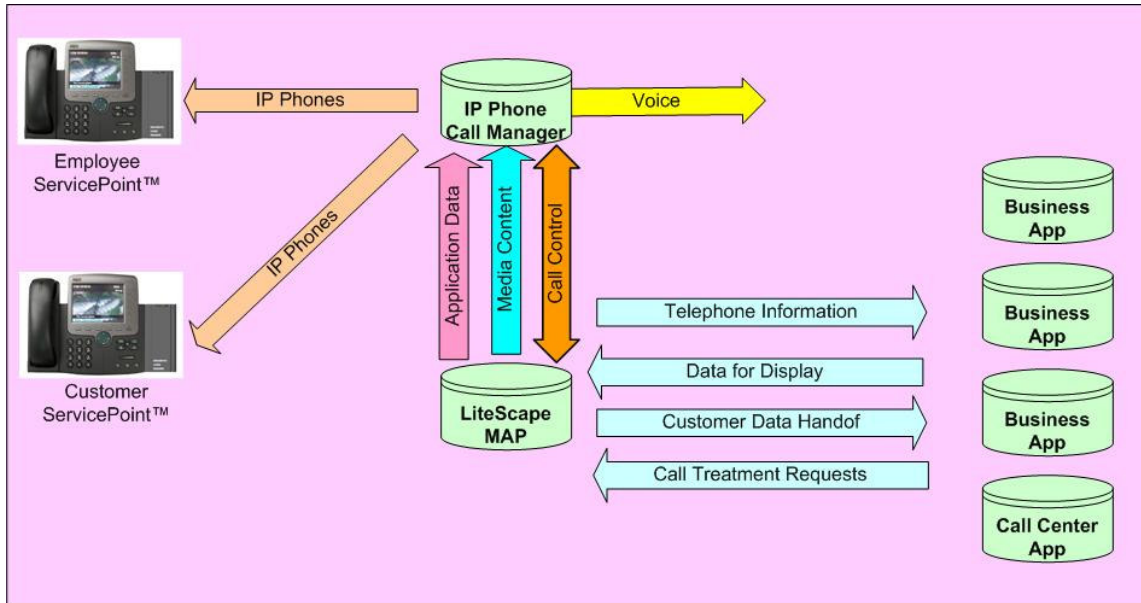 IP Phones
Employee
ServicePoint™
IP Phone
Call Manager
Voice
IP Phones
Customer
ServicePoint™
Application Data
Media Content
Call Control
LiteScape
MAP
Telephone Information
Data for Display
Customer Data Handof
Call Treatment Requests
Business
App
Business
App
Business
App
Call Center
App